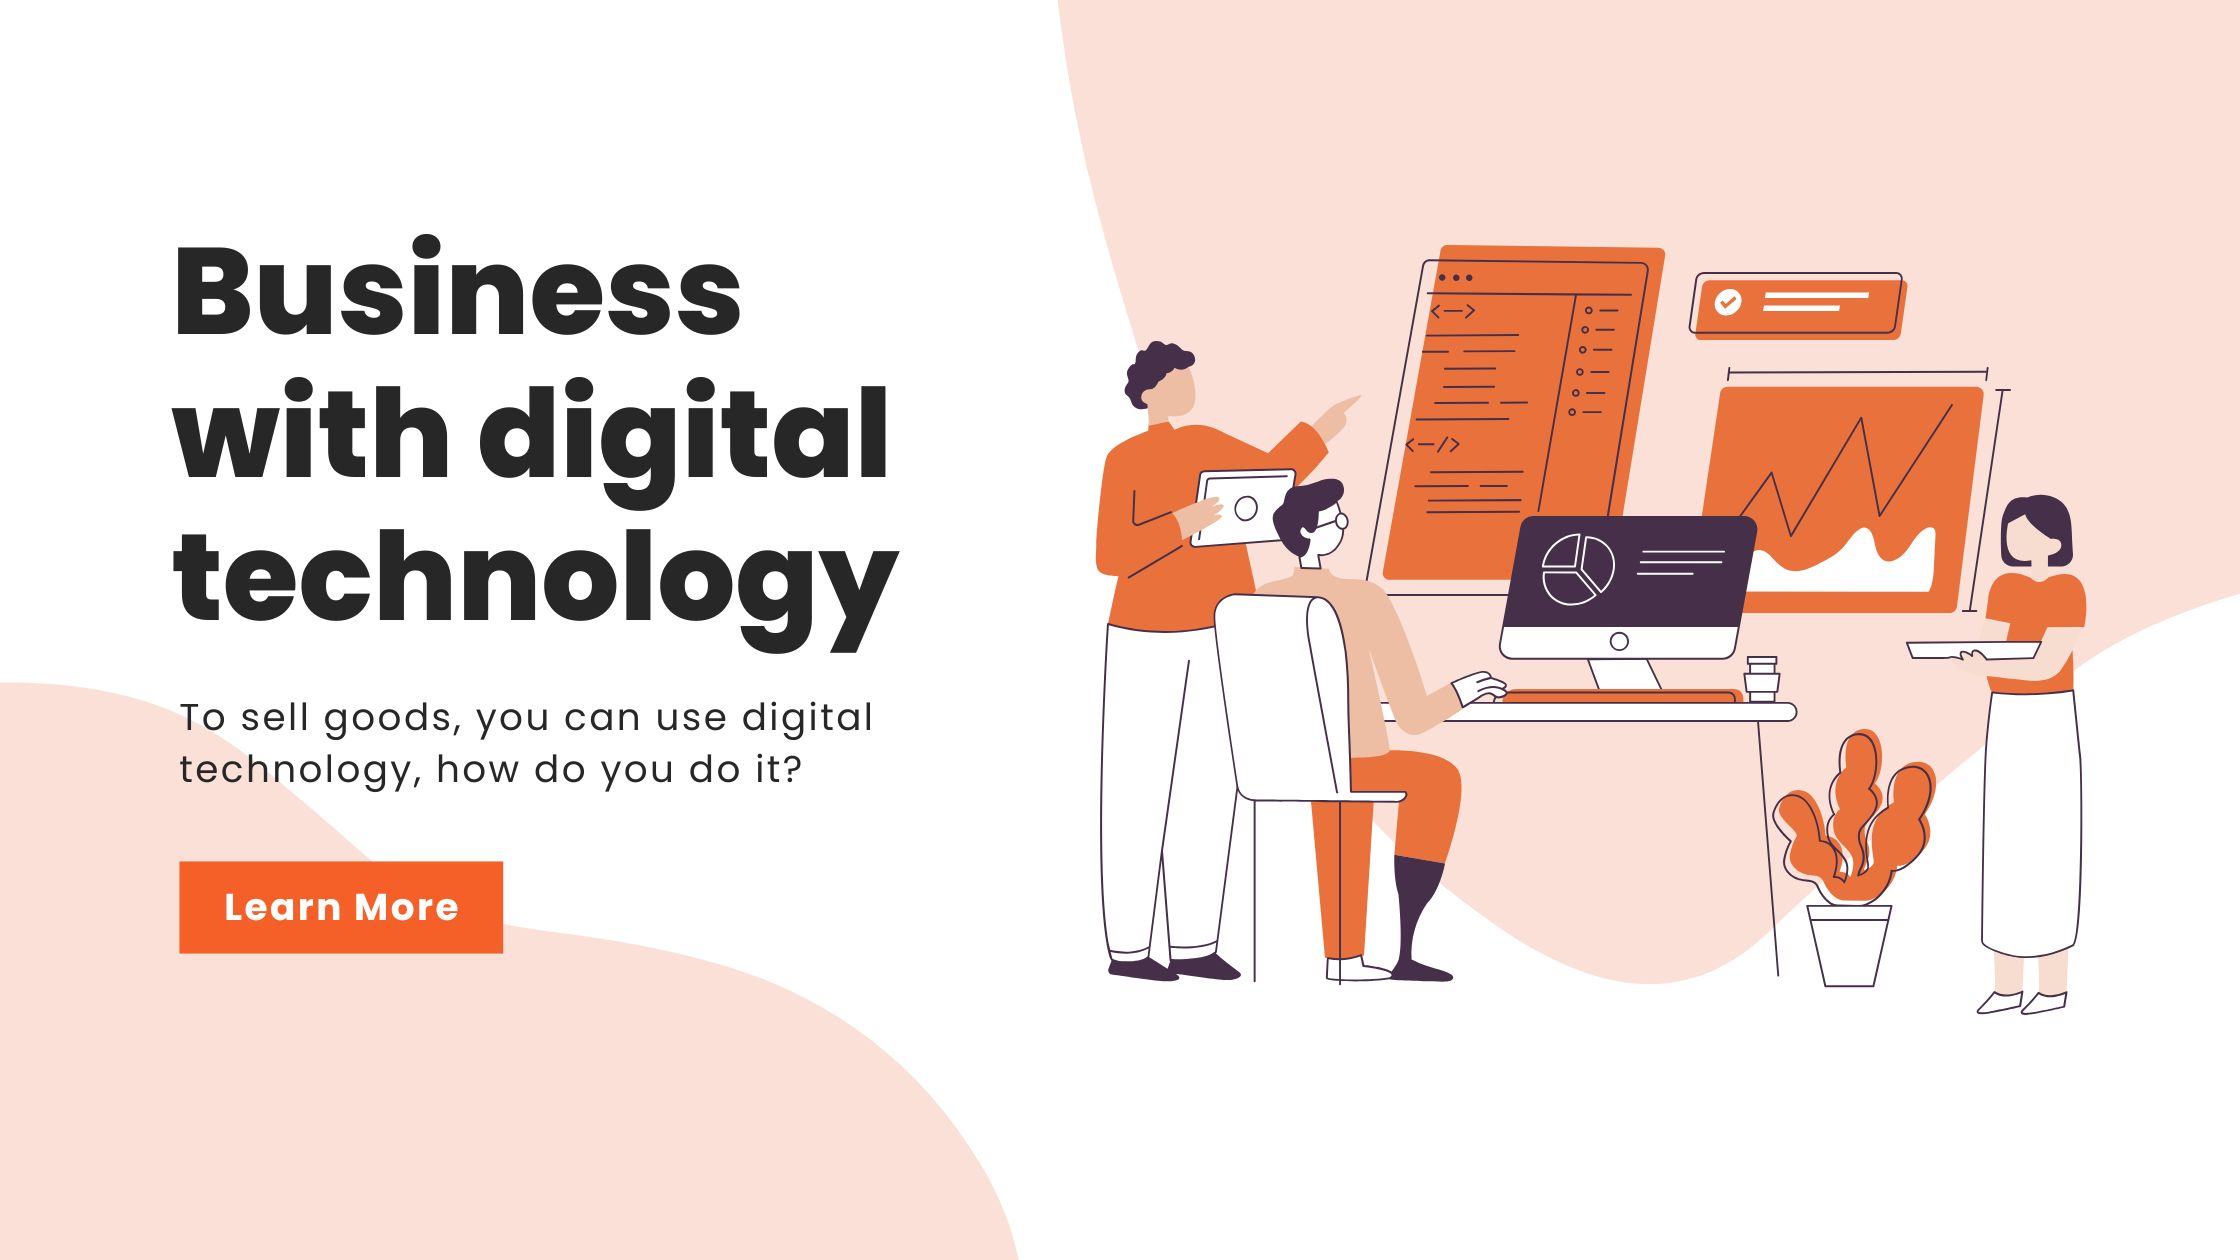 Business
with digital
technology
To sell goods, you can use digital
technology, how do you do it?
Learn More